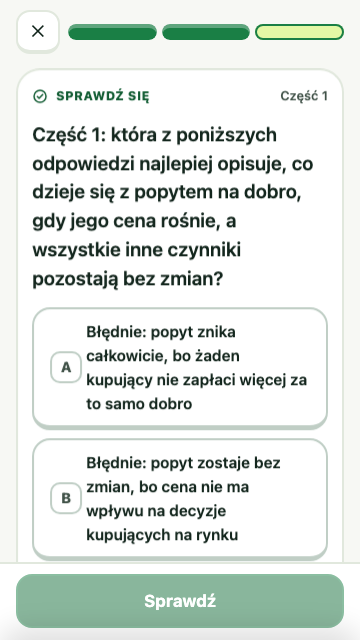 SPRAWDŹ SIĘ
Część 1
Część 1: która z poniższych
odpowiedzi najlepiej opisuje, co
dzieje się z popytem na dobro,
gdy jego cena rośnie, a
wszystkie inne czynniki
pozostają bez zmian?
A
Błędnie: popyt znika
całkowicie, bo żaden
kupujący nie zapłaci więcej za
to samo dobro
B
Błędnie: popyt zostaje bez
zmian, bo cena nie ma
wpływu na decyzje
kupujących na rynku
Sprawdź